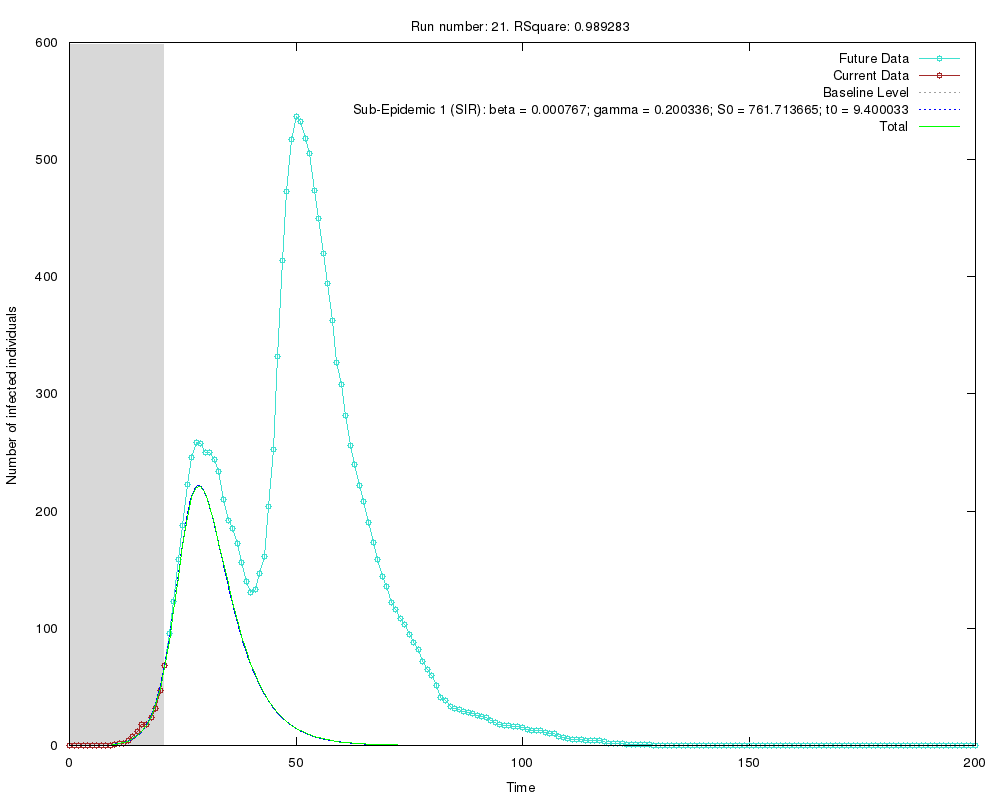 Run number: 21. RSquare: 0.989283
Future Data
Current Data
Baseline Level
Sub-Epidemic 1 (SIR): beta = 0.000767; gamma = 0.200336; S0 = 761.713665; t0 = 9.400033
Total
Number of infected individuals
600
500
400
300
200
100
0
0 50 100 150 200
Time